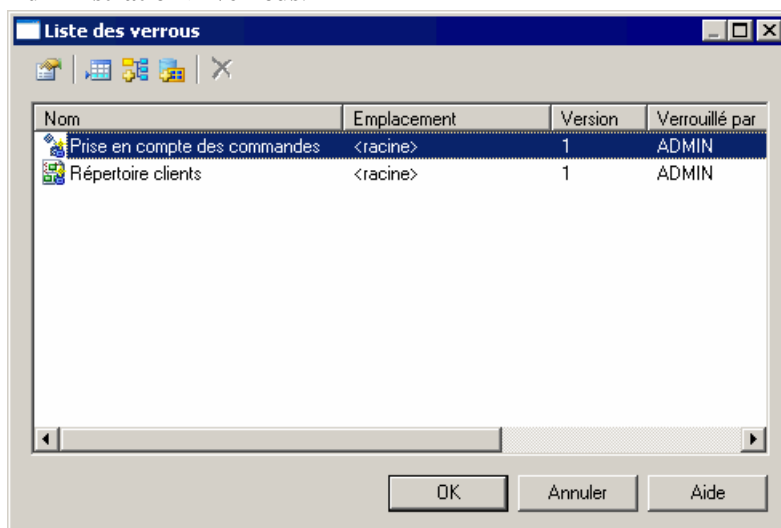 Liste des verrous
Nom Emplacement Version Verrouillé par
Prise en compte des commandes <racine> 1 ADMIN
Répertoire clients <racine> 1 ADMIN
OK Annuler Aide